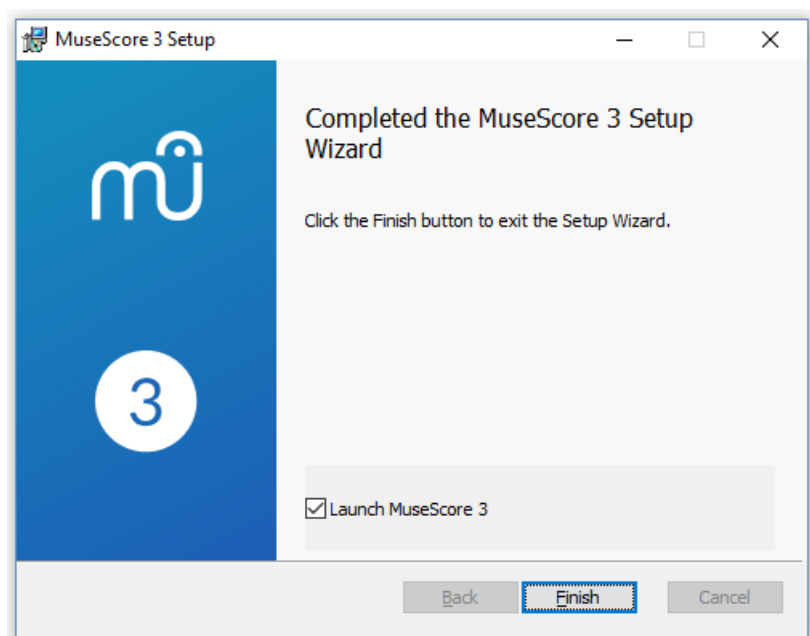 MuseScore 3 Setup
mu
Completed the MuseScore 3 Setup
Wizard
Click the Finish button to exit the Setup Wizard.
3
Launch MuseScore 3
Back
Finish
Cancel